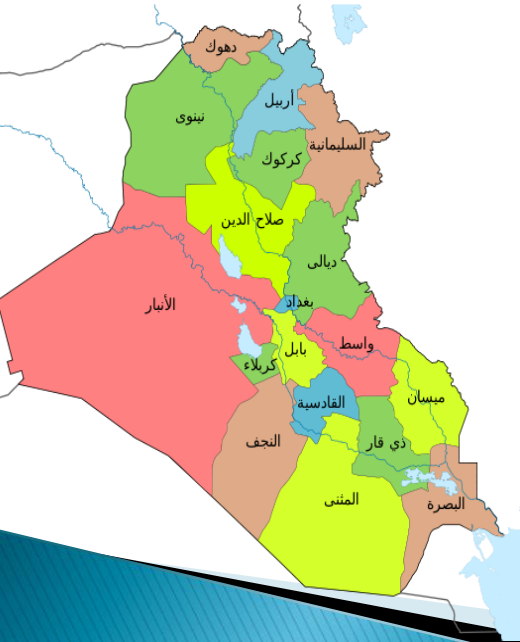 دهوك
أربيل
نينوى
السليمانية
كركوك
صلاح الدين
ديالى
بغداد
الأنبار
واسط
بابل
كربلاء
ميسان
القادسية
النجف
ذي قار
المثنى
البصرة